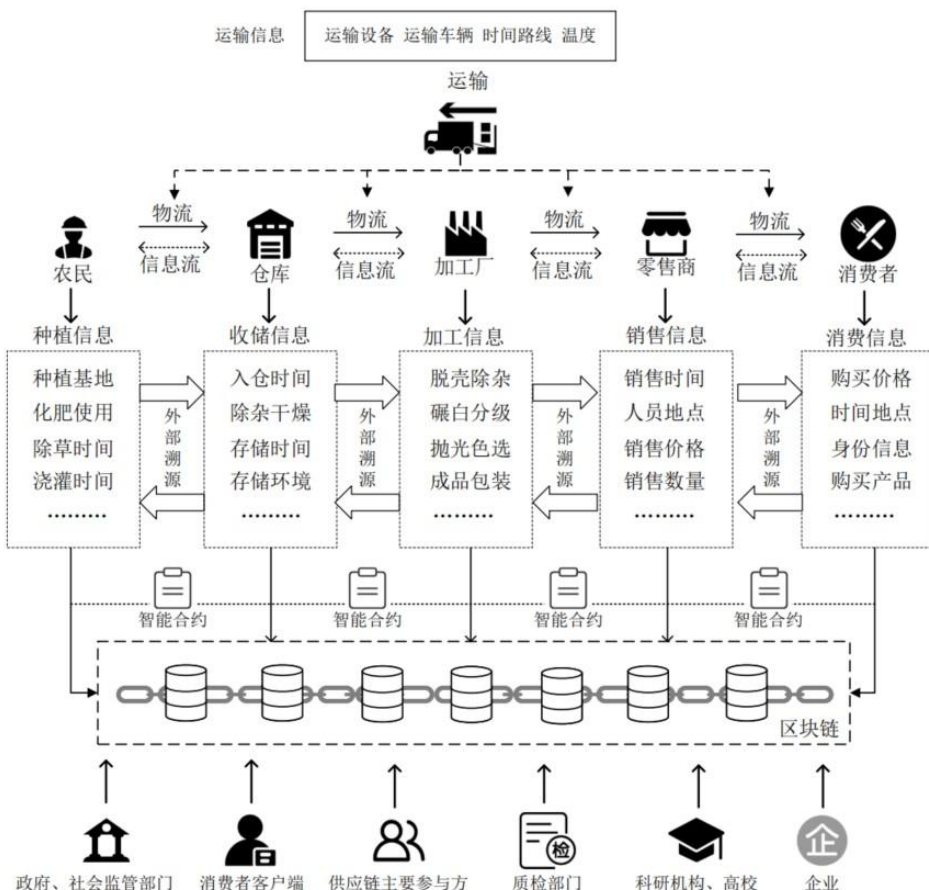 运输信息
运输设备 运输车辆 时间路线 温度
运输
物流 物流 物流 物流
信息流 信息流 信息流 信息流
农民 仓库 加工厂 零售商 消费者
种植信息 收储信息 加工信息 销售信息 消费信息
种植基地
化肥使用
除草时间
浇灌时间
………
外部溯源
入仓时间
除杂干燥
存储时间
存储环境
………
外部溯源
脱壳除杂
碾白分级
抛光色选
成品包装
………
外部溯源
销售时间
人员地点
销售价格
销售数量
………
外部溯源
购买价格
时间地点
身份信息
购买产品
………
智能合约 智能合约 智能合约 智能合约
区块链
检 企
政府、社会监管部门 消费者客户端 供应链主要参与方 质检部门 科研机构、高校 企业